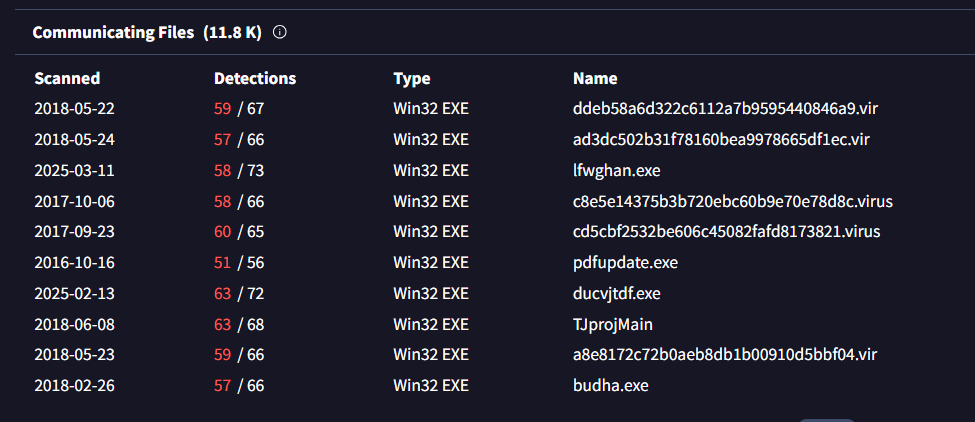 Communicating Files (11.8 K)
Scanned Detections Type Name
2018-05-22 59 / 67 Win32 EXE ddeb58a6d322c6112a7b9595440846a9.vir
2018-05-24 57 / 66 Win32 EXE ad3dc502b31f78160bea9978665df1ec.vir
2025-03-11 58 / 73 Win32 EXE lfwghan.exe
2017-10-06 58 / 66 Win32 EXE c8e5e14375b3b720ebc60b9e70e78d8c.virus
2017-09-23 60 / 65 Win32 EXE cd5cbf2532be606c45082fafd8173821.virus
2016-10-16 51 / 56 Win32 EXE pdfupdate.exe
2025-02-13 63 / 72 Win32 EXE ducvjtdf.exe
2018-06-08 63 / 68 Win32 EXE TJprojMain
2018-05-23 59 / 66 Win32 EXE a8e8172c72b0aeb8db1b00910d5bbf04.vir
2018-02-26 57 / 66 Win32 EXE budha.exe